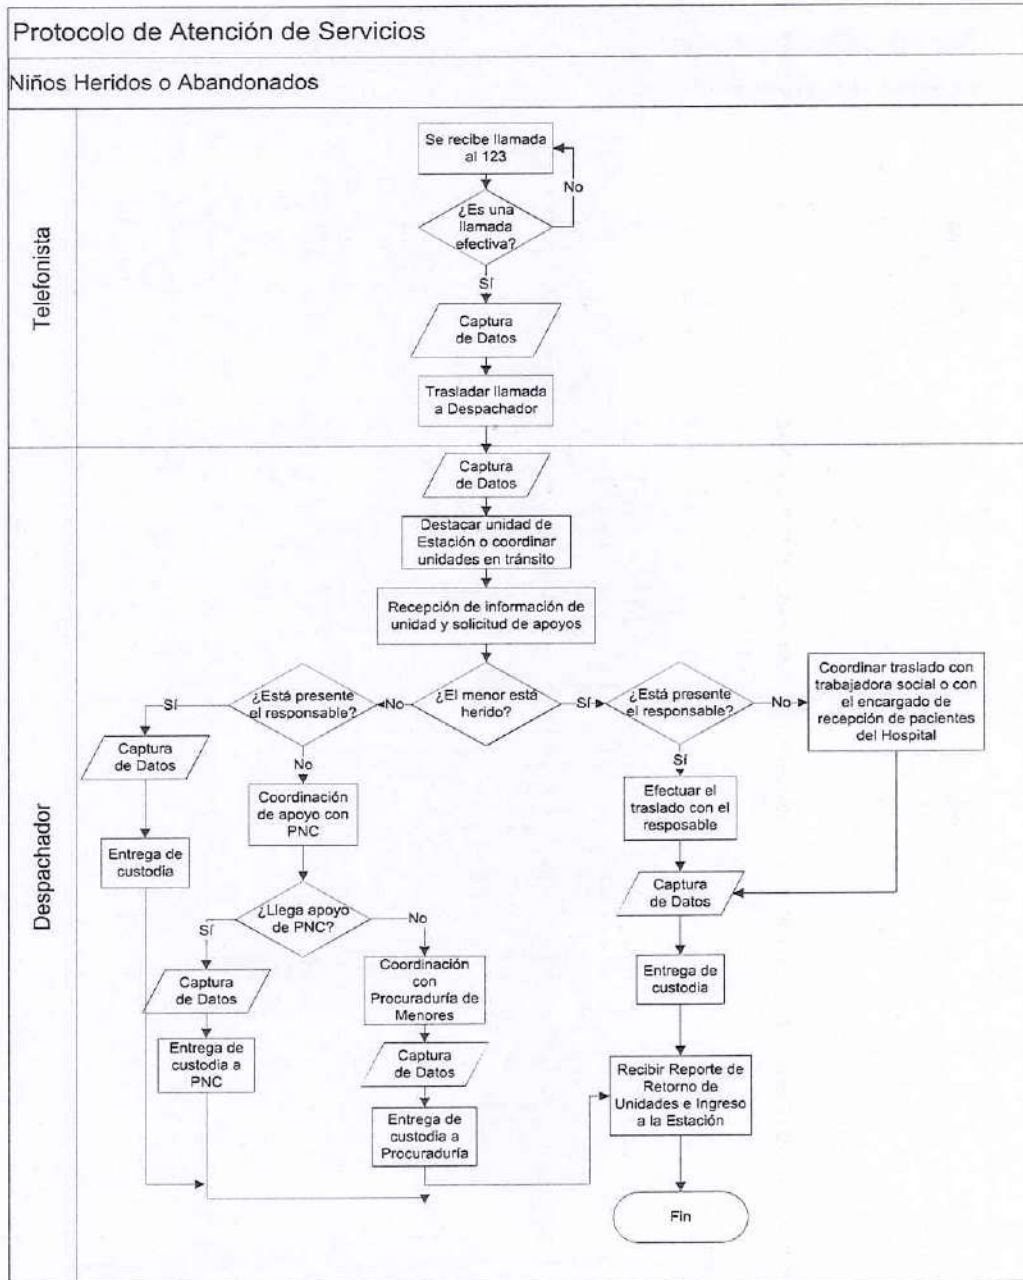 Protocolo de Atención de Servicios
Niños Heridos o Abandonados
Telefonista
Se recibe llamada
al 123
No
¿Es una
llamada
efectiva?
Sí
Captura
de Datos
Trasladar llamada
a Despachador
Despachador
Captura
de Datos
Destacar unidad de
Estación o coordinar
unidades en tránsito
Recepción de información de
unidad y solicitud de apoyos
¿El menor está
herido?
No
¿Está presente
el responsable?
Sí
Captura
de Datos
Entrega de
custodia
No
Coordinación
de apoyo con
PNC
¿Llega apoyo
de PNC?
Sí
Captura
de Datos
Entrega de
custodia a
PNC
No
Coordinación
con
Procuraduría de
Menores
Captura
de Datos
Entrega de
custodia a
Procuraduría
Sí
¿Está presente
el responsable?
No
Coordinar traslado con
trabajadora social o con
el encargado de
recepción de pacientes
del Hospital
Sí
Efectuar el
traslado con el
resposable
Captura
de Datos
Entrega de
custodia
Recibir Reporte de
Retorno de
Unidades e Ingreso
a la Estación
Fin